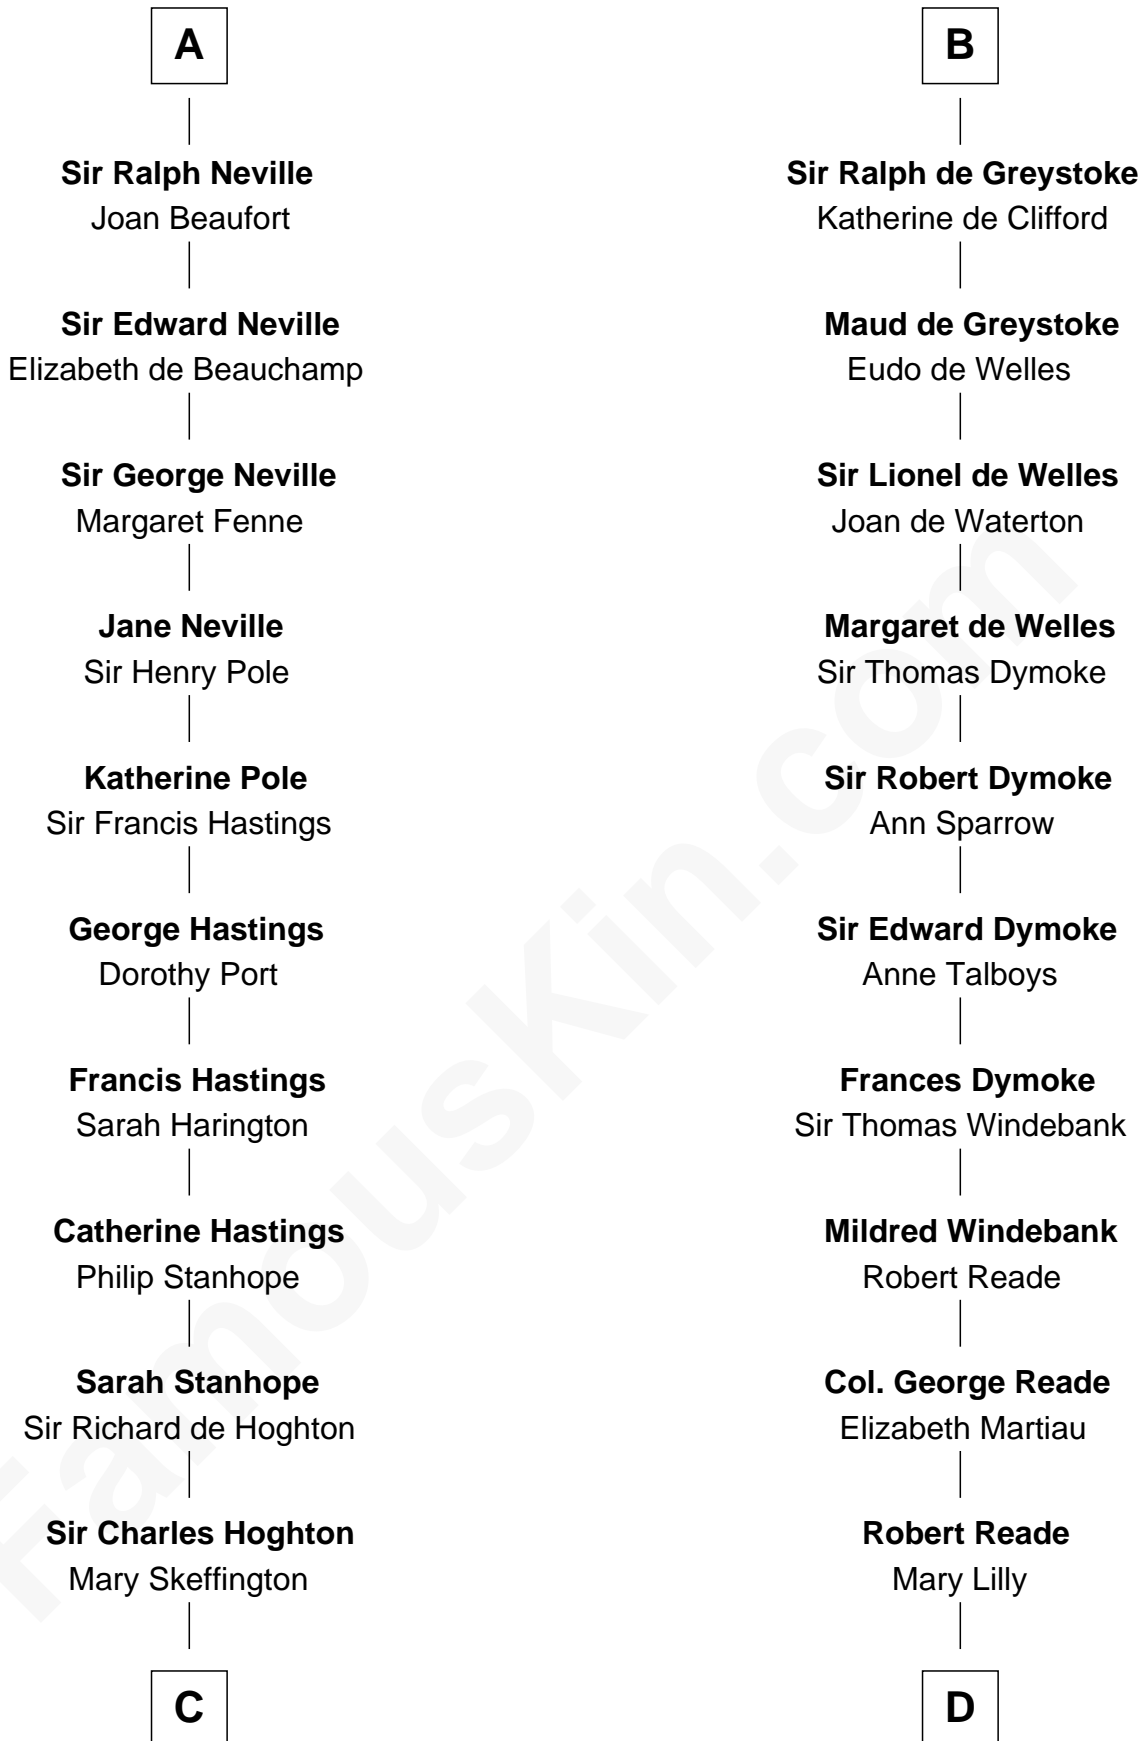 A
Sir Ralph Neville
Joan Beaufort
Sir Edward Neville
Elizabeth de Beauchamp
Sir George Neville
Margaret Fenne
Jane Neville
Sir Henry Pole
Katherine Pole
Sir Francis Hastings
George Hastings
Dorothy Port
Francis Hastings
Sarah Harington
Catherine Hastings
Philip Stanhope
Sarah Stanhope
Sir Richard de Hoghton
Sir Charles Hoghton
Mary Skeffington
C
B
Sir Ralph de Greystoke
Katherine de Clifford
Maud de Greystoke
Eudo de Welles
Sir Lionel de Welles
Joan de Waterton
Margaret de Welles
Sir Thomas Dymoke
Sir Robert Dymoke
Ann Sparrow
Sir Edward Dymoke
Anne Talboys
Frances Dymoke
Sir Thomas Windebank
Mildred Windebank
Robert Reade
Col. George Reade
Elizabeth Martiau
Robert Reade
Mary Lilly
D
FamousKin.com